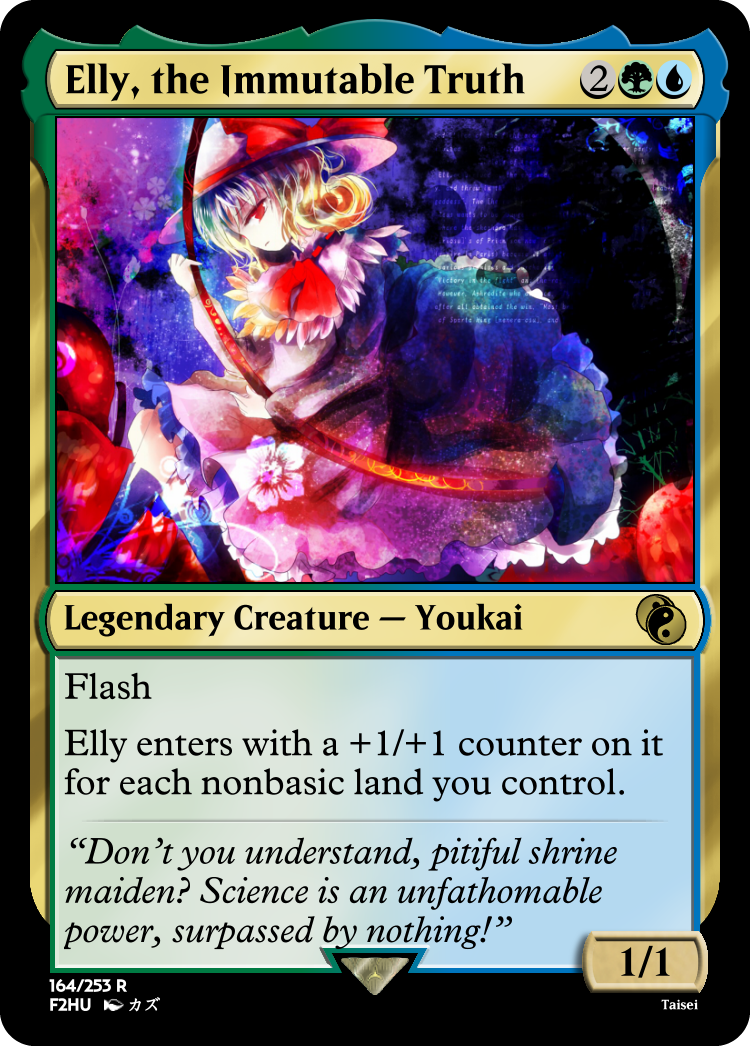 Elly, the Immutable Truth 2
Legendary Creature — Youkai
Flash
Elly enters with a +1/+1 counter on it
for each nonbasic land you control.
“Don’t you understand, pitiful shrine
maiden? Science is an unfathomable
power, surpassed by nothing!”
1/1
164/253 R
F2HU カズ
Taisei